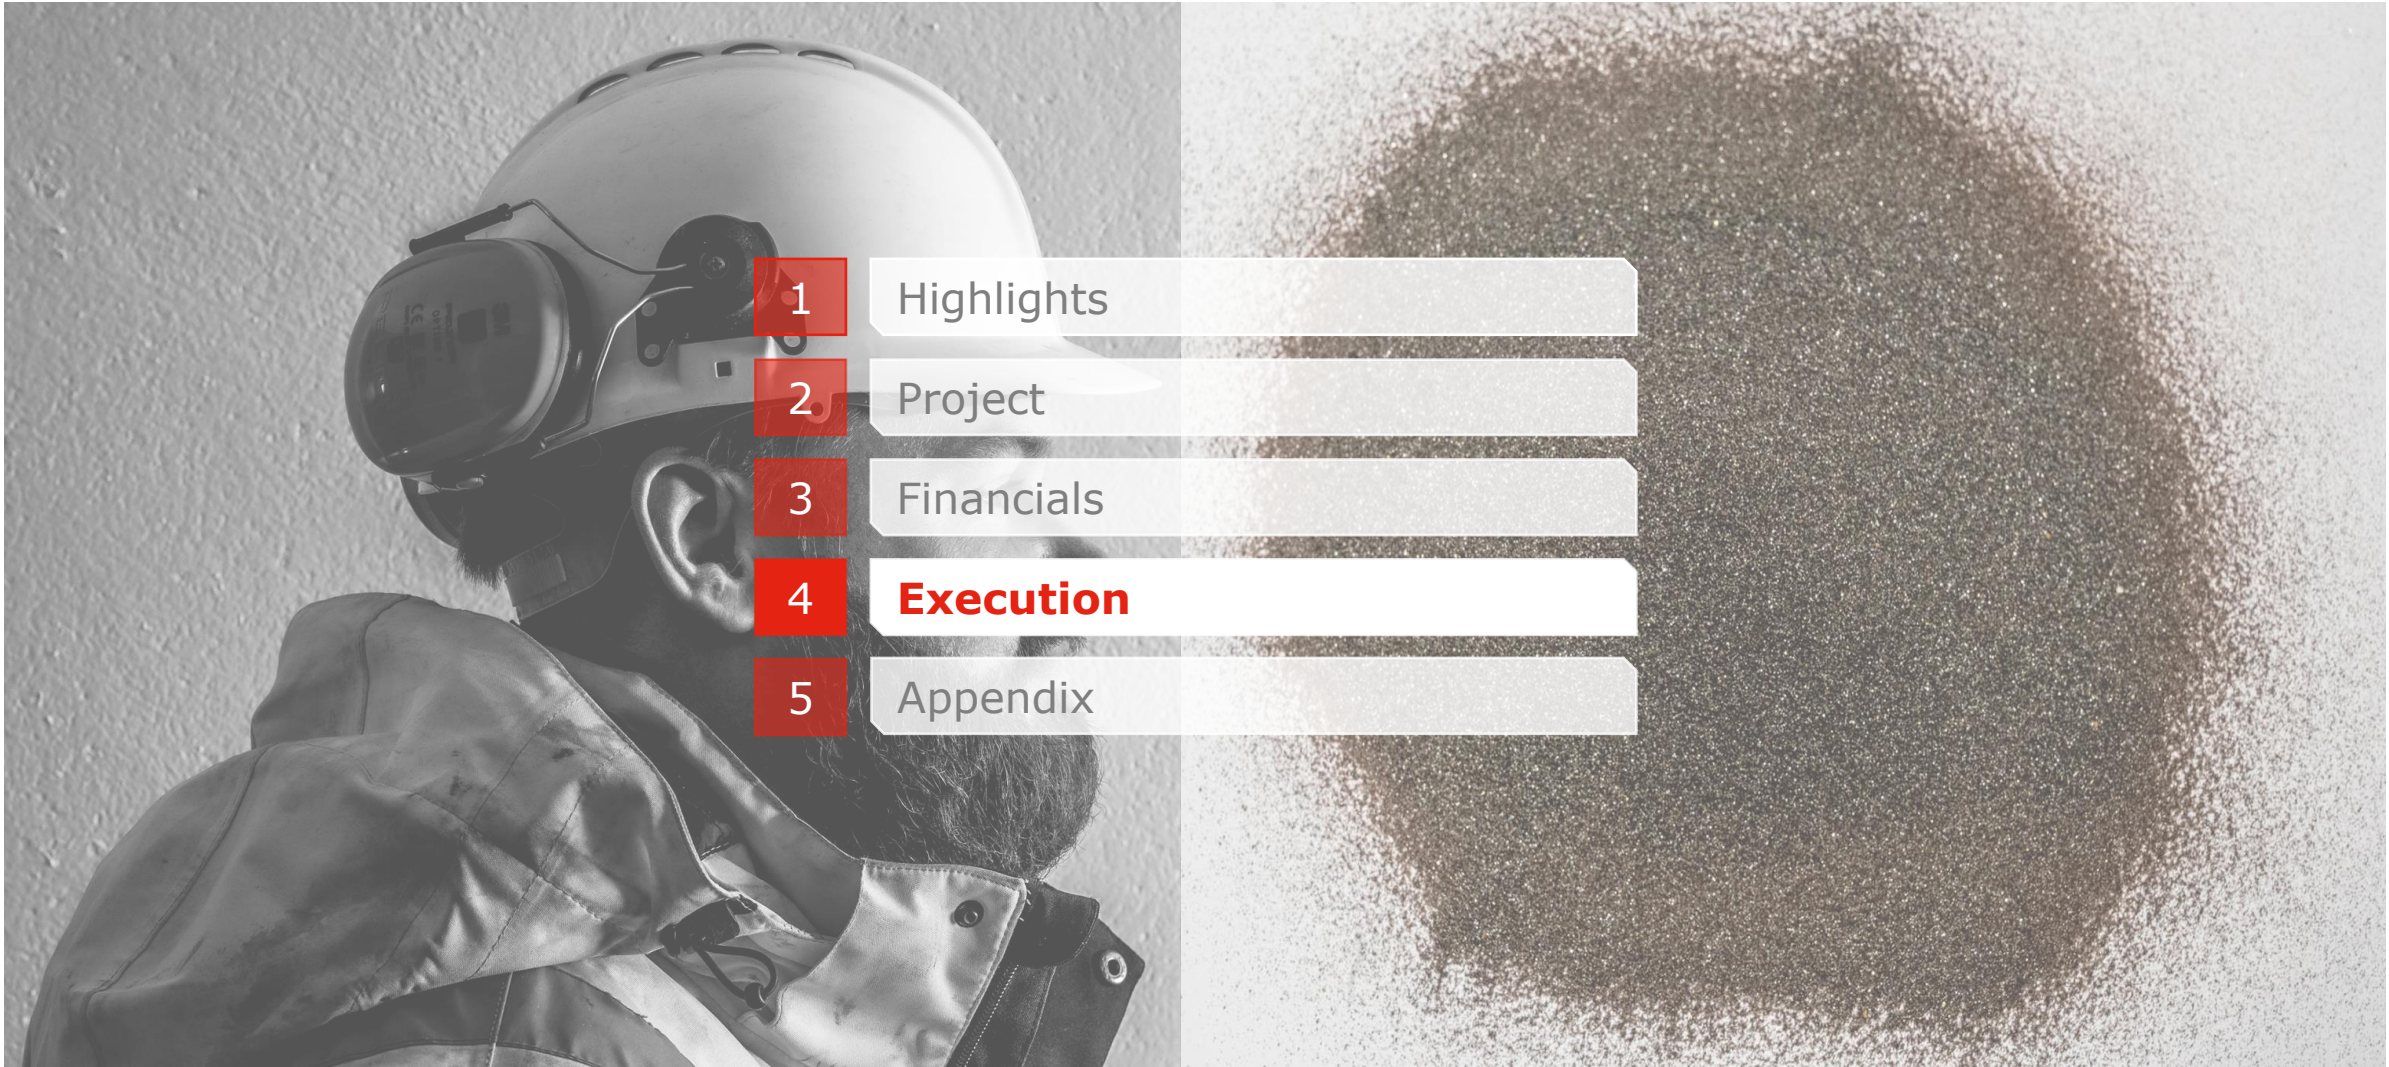 1 Highlights
2 Project
3 Financials
4 Execution
5 Appendix